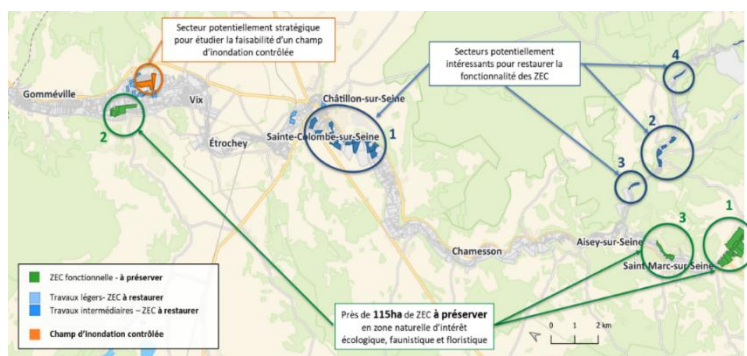 Secteur potentiellement stratégique
pour étudier la faisabilité d'un champ
d'inondation contrôlée
Secteurs potentiellement
intéressants pour restaurer la
fonctionnalité des ZEC
4
Gomméville
Vix
Châtillon-sur-Seine
2
Sainte-Colombe-sur-Seine
1
2
Étrochey
3
1
3
Aisey-sur-Seine
Chamesson
Saint Marc-sur-Seine
ZEC fonctionnelle - à préserver
Travaux légers- ZEC à restaurer
Travaux intermédiaires – ZEC à restaurer
Champ d'inondation contrôlée
Près de 115ha de ZEC à préserver
en zone naturelle d'intérêt
écologique, faunistique et floristique
0 1 2 km